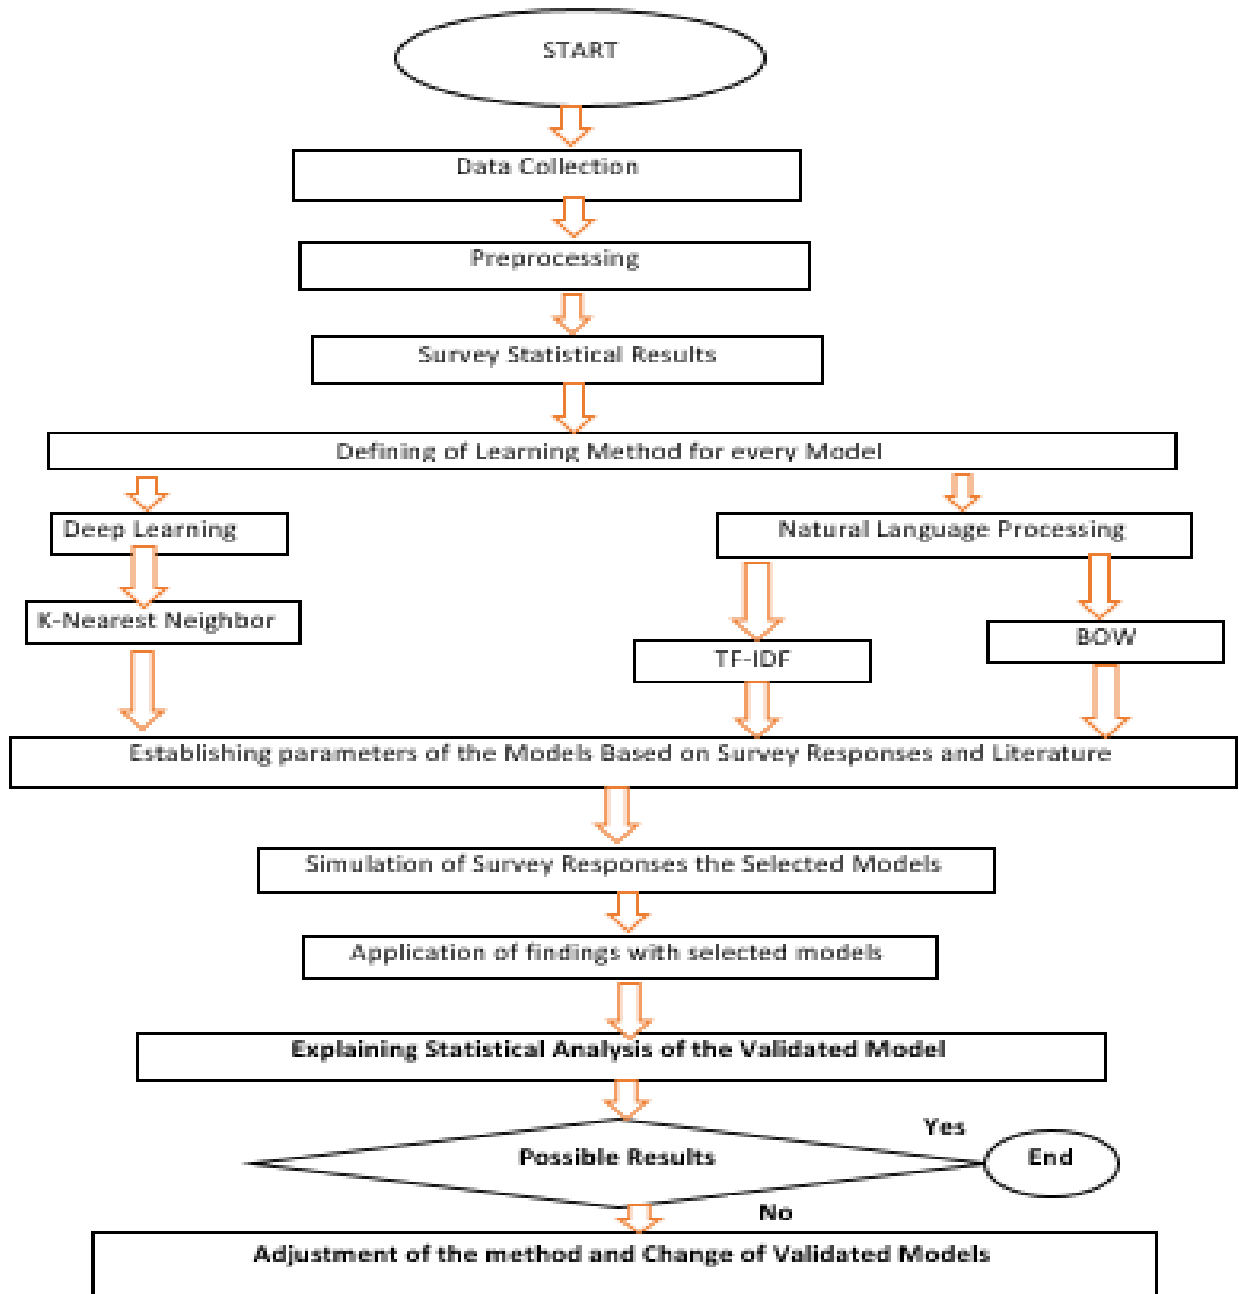 START
Data Collection
Preprocessing
Survey Statistical Results
Defining of Learning Method for every Model
Deep Learning
Natural Language Processing
K-Nearest Neighbor
TF-IDF
BOW
Establishing parameters of the Models Based on Survey Responses and Literature
Simulation of Survey Responses the Selected Models
Application of findings with selected models
Explaining Statistical Analysis of the Validated Model
Yes
Possible Results
End
No
Adjustment of the method and Change of Validated Models